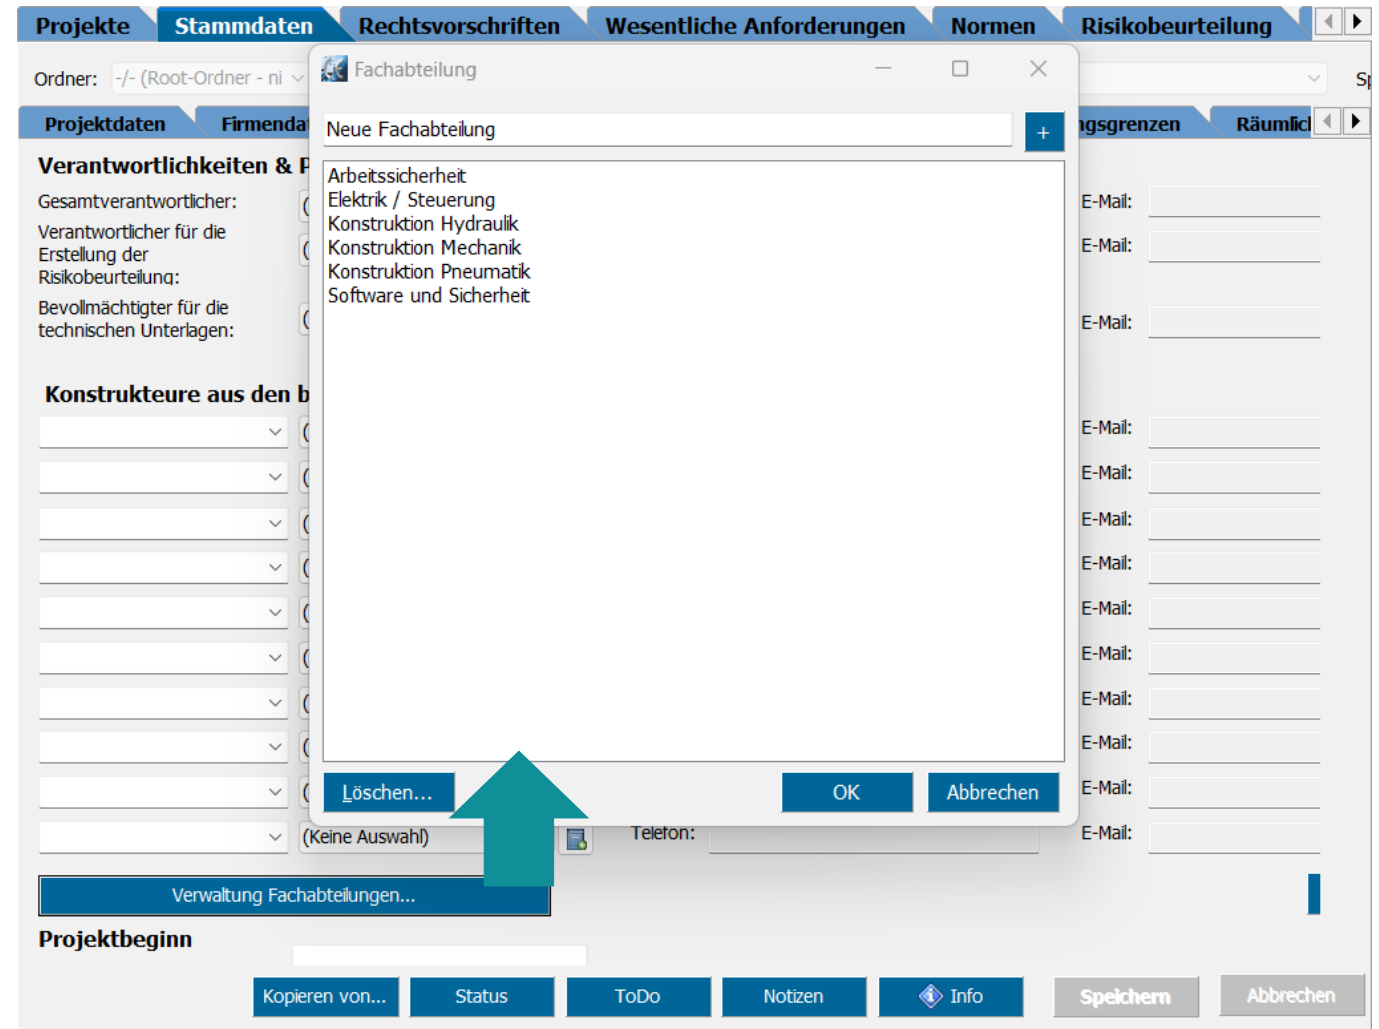 Projekte Stammdaten Rechtsvorschriften Wesentliche Anforderungen Normen Risikobeurteilung
Ordner: -/- (Root-Ordner - ni
Fachabteilung
Projektdaten
Neue Fachabteilung +
Arbeitssicherheit
Elektrik / Steuerung
Konstruktion Hydraulik
Konstruktion Mechanik
Konstruktion Pneumatik
Software und Sicherheit
Löschen... OK Abbrechen
Verantwortlichkeiten &
Gesamtverantwortlicher: ( E-Mail:
Verantwortlicher für die
Erstellung der
Risikobeurteilung: ( E-Mail:
Bevollmächtigter für die
technischen Unterlagen: ( E-Mail:
Konstrukteure aus den
( E-Mail:
( E-Mail:
( E-Mail:
( E-Mail:
( E-Mail:
( E-Mail:
( E-Mail:
( E-Mail:
( E-Mail:
(Keine Auswahl) Telefon: E-Mail:
Verwaltung Fachabteilungen...
Projektbeginn
Kopieren von... Status ToDo Notizen Info Speichern Abbrechen